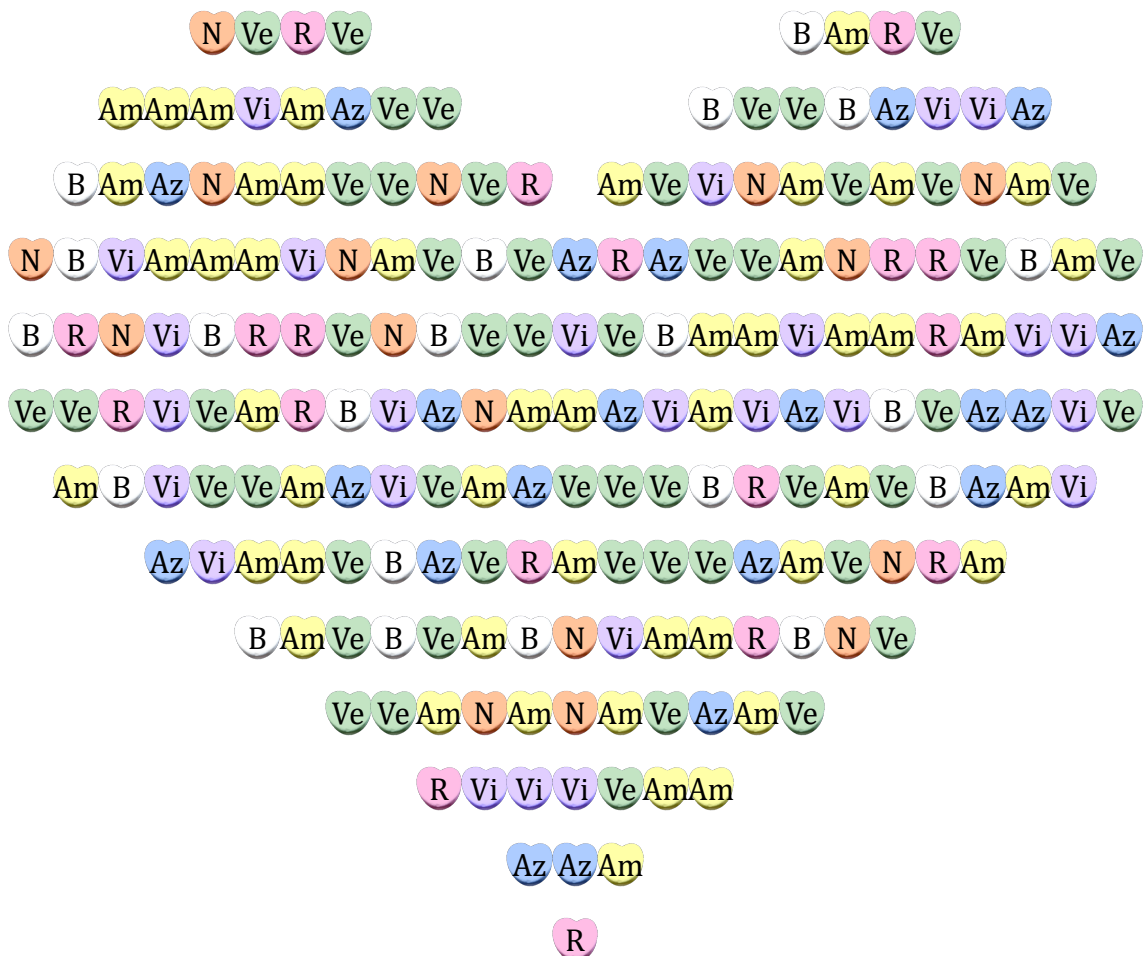 N Ve R Ve B Am R Ve
Am Am Am Vi Am Az Ve Ve B Ve Ve B Az Vi Vi Az
B Am Az N Am Am Ve Ve N Ve R Am Ve Vi N Am Ve Am Ve N Am Ve
N B Vi Am Am Am Vi N Am Ve B Ve Az R Az Ve Ve Am N R R Ve B Am Ve
B R N Vi B R R Ve N B Ve Ve Vi Ve B Am Am Vi Am Am R Am Vi Vi Az
Ve Ve R Vi Ve Am R B Vi Az N Am Am Az Vi Am Vi Az Vi B Ve Az Az Vi Ve
Am B Vi Ve Ve Am Az Vi Ve Am Az Ve Ve Ve B R Ve Am Ve B Az Am Vi
Az Vi Am Am Ve B Az Ve R Am Ve Ve Ve Az Am Ve N R Am
B Am Ve B Ve Am B N Vi Am Am R B N Ve
Ve Ve Am N Am N Am Ve Az Am Ve
R Vi Vi Vi Ve Am Am
Az Az Am
R